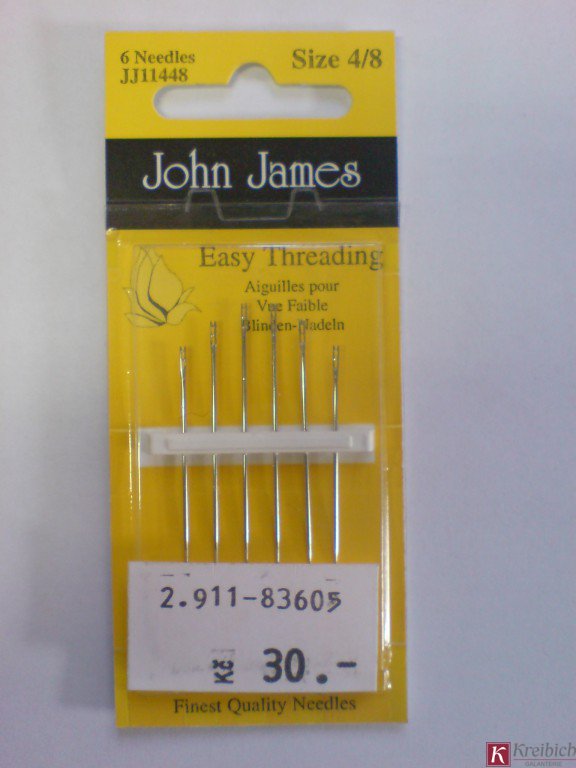 6 Needles
JJ11448
Size 4/8
John James
Easy Threading
Aiguilles pour
Vue Faible
Blinden-Nadeln
2.911-83605
Kč 30.-
Finest Quality Needles
K Kreibich
GALANTERIE